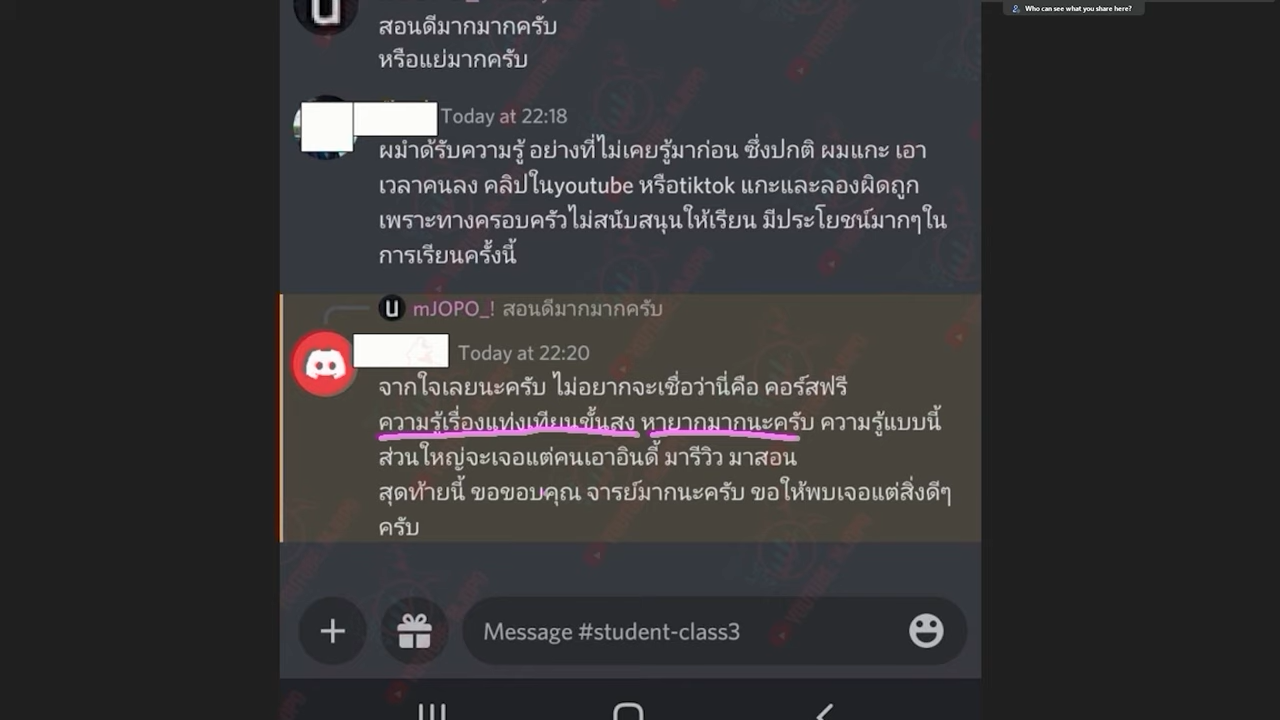 Who can see what you share here?
สอนดีมากมากครับ
หรือแย่มากครับ
Today at 22:18
ผมำด้รับความรู้ อย่างที่ไม่เคยรู้มาก่อน ซึ่งปกติ ผมแกะ เอา
เวลาคนลง คลิปในyoutube หรือtiktok แกะและลองผิดถูก
เพราะทางครอบครัวไม่สนับสนุนให้เรียน มีประโยชน์มากๆใน
การเรียนครั้งนี้
mJOPO_! สอนดีมากมากครับ
Today at 22:20
จากใจเลยนะครับ ไม่อยากจะเชื่อว่านี่คือ คอร์สฟรี
ความรู้เรื่องแท่งเทียนขั้นสูง หายากมากนะครับ ความรู้แบบนี้
ส่วนใหญ่จะเจอแต่คนเอาอินดี้ มารีวิว มาสอน
สุดท้ายนี้ ขอขอบคุณ จารย์มากนะครับ ขอให้พบเจอแต่สิ่งดีๆ
ครับ
Message #student-class3